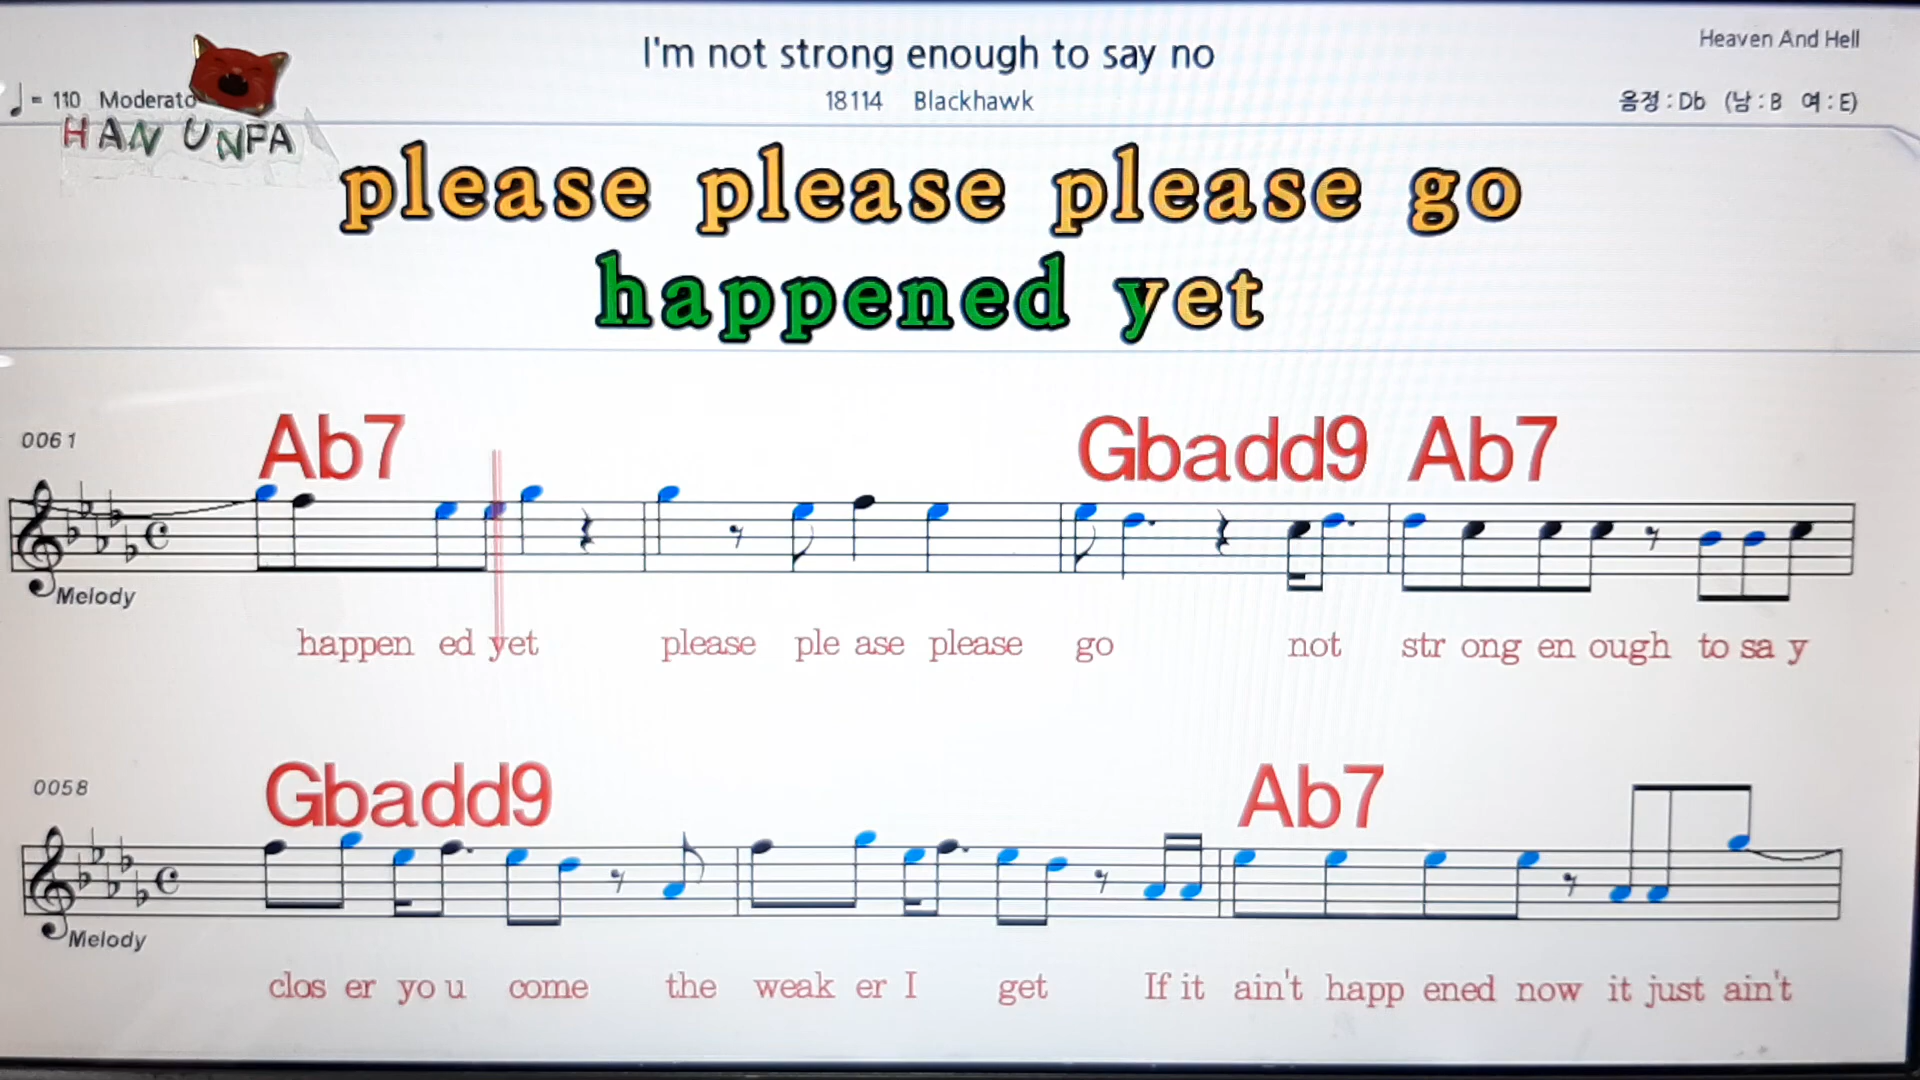 I'm not strong enough to say no
Heaven And Hell
= 110 Moderato
18114 Blackhawk
음정 : Db (남 : B 여 : E)
HAN UNPA
please please please go
happened yet
0061
Ab7 Gbadd9 Ab7
Melody
happen ed yet please ple ase please go not str ong en ough to sa y
0058
Gbadd9 Ab7
Melody
clos er yo u come the weak er I get If it ain't happ ened now it just ain't